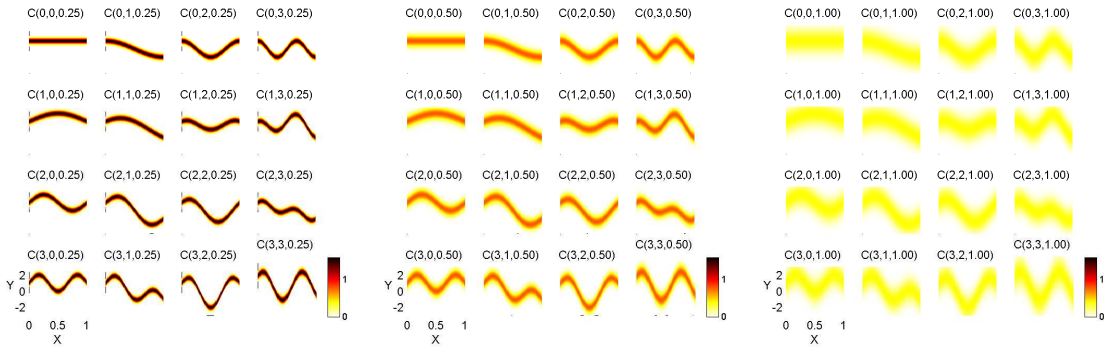 C(0,0,0.25) C(0,1,0.25) C(0,2,0.25) C(0,3,0.25) C(0,0,0.50) C(0,1,0.50) C(0,2,0.50) C(0,3,0.50) C(0,0,1.00) C(0,1,1.00) C(0,2,1.00) C(0,3,1.00)
C(1,0,0.25) C(1,1,0.25) C(1,2,0.25) C(1,3,0.25) C(1,0,0.50) C(1,1,0.50) C(1,2,0.50) C(1,3,0.50) C(1,0,1.00) C(1,1,1.00) C(1,2,1.00) C(1,3,1.00)
C(2,0,0.25) C(2,1,0.25) C(2,2,0.25) C(2,3,0.25) C(2,0,0.50) C(2,1,0.50) C(2,2,0.50) C(2,3,0.50) C(2,0,1.00) C(2,1,1.00) C(2,2,1.00) C(2,3,1.00)
C(3,0,0.25) C(3,1,0.25) C(3,2,0.25) C(3,3,0.25) C(3,0,0.50) C(3,1,0.50) C(3,2,0.50) C(3,3,0.50) C(3,0,1.00) C(3,1,1.00) C(3,2,1.00) C(3,3,1.00)
2 2 2
1 1 1
Y 0 Y 0 Y 0
-2 -2 -2
0 0 0
0 0.5 1 0 0.5 1 0 0.5 1
X X X